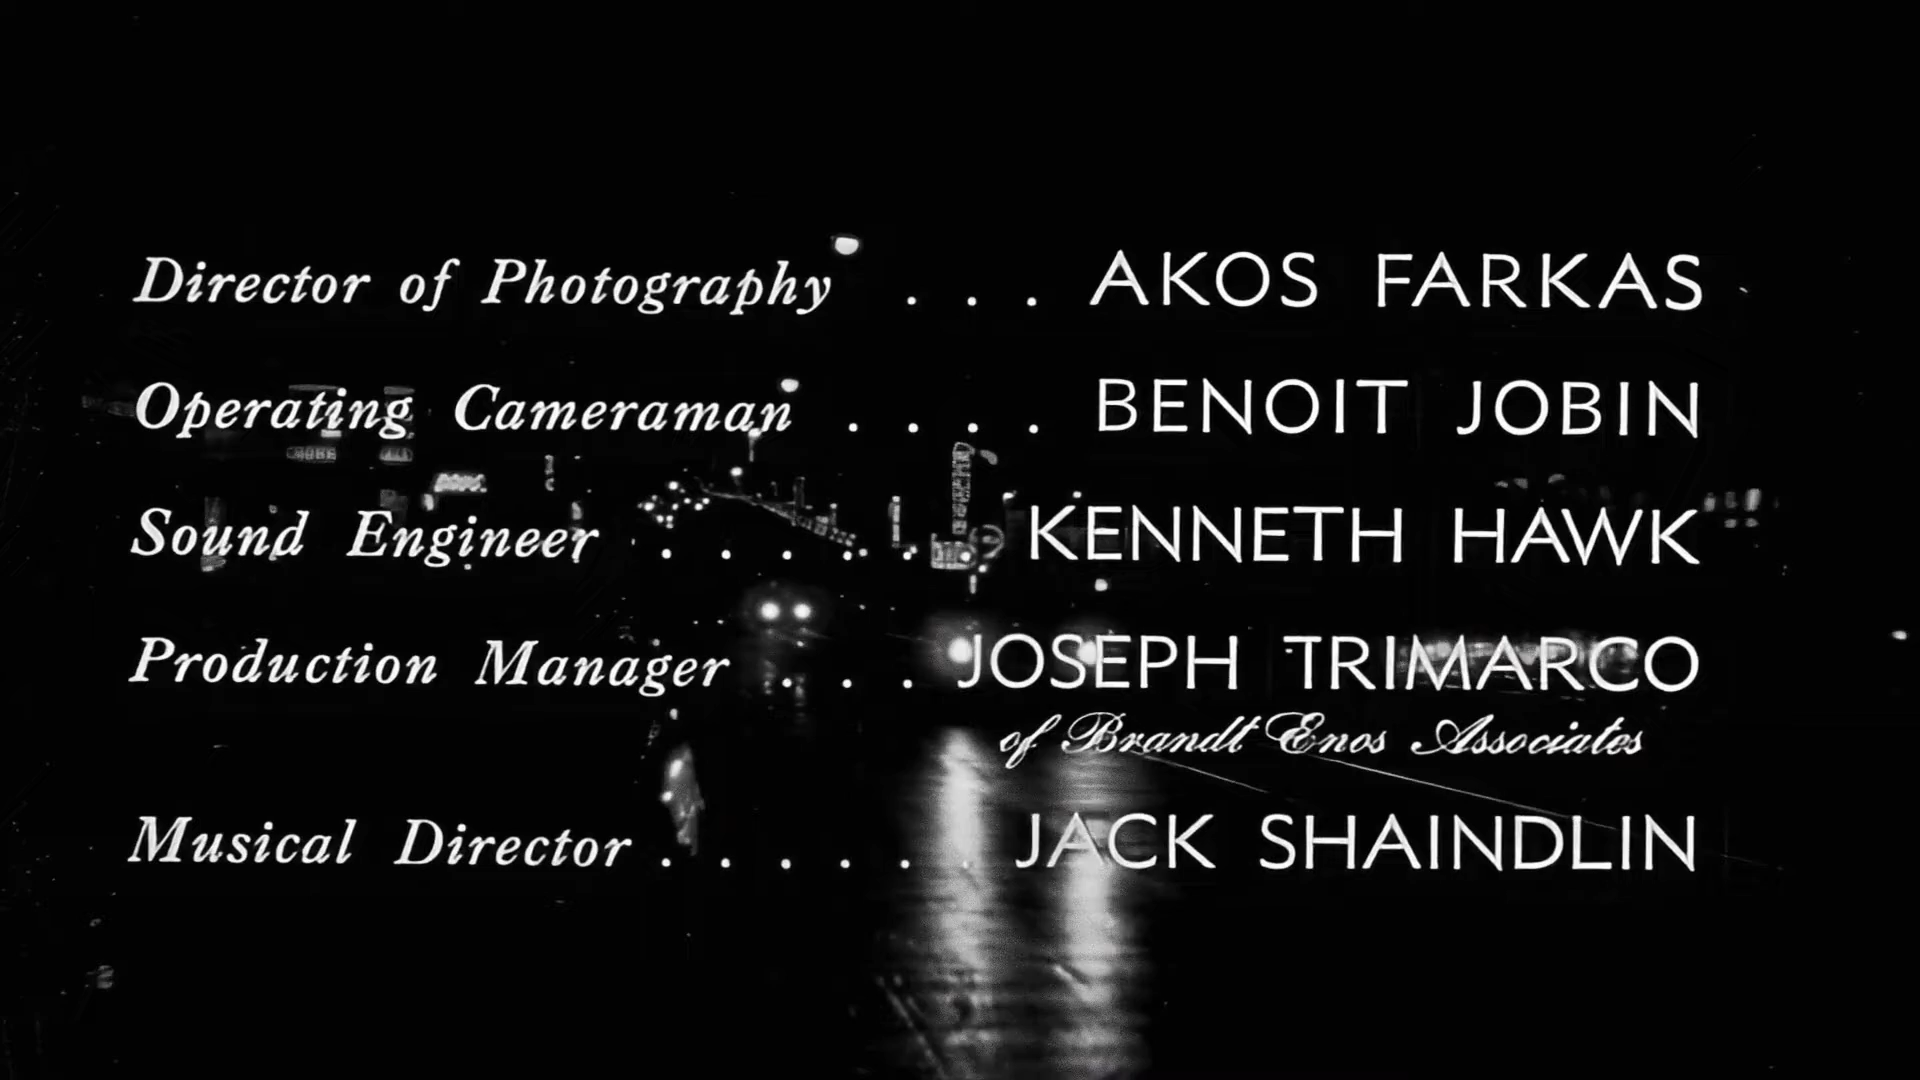 Director of Photography . . . AKOS FARKAS
Operating Cameraman . . . . BENOIT JOBIN
Sound Engineer . . . . . KENNETH HAWK
Production Manager . . . JOSEPH TRIMARCO
of Brandt Enos Associates
Musical Director . . . . . . JACK SHAINDLIN